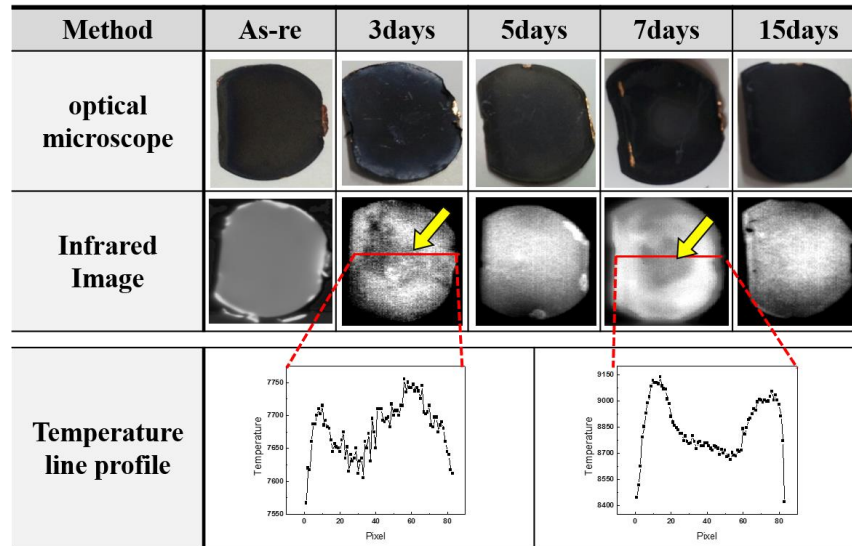 Method
As-re
3days
5days
7days
15days
optical
microscope
Infrared
Image
Temperature
line profile
7750
7700
7650
7600
7550
Temperature
0
20
40
60
80
Pixel
9150
9000
8850
8700
8550
8400
Temperature
0
20
40
60
80
Pixel